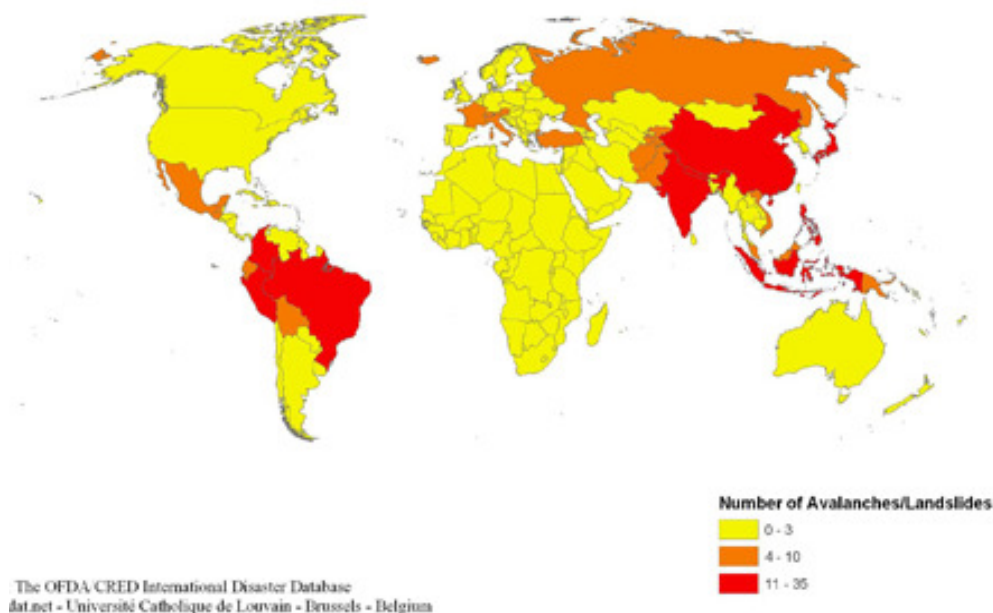 Number of Avalanches/Landslides
0 - 3
4 - 10
11 - 35
The OFDA/CRED International Disaster Database
dat.net - Université Catholique de Louvain - Brussels - Belgium